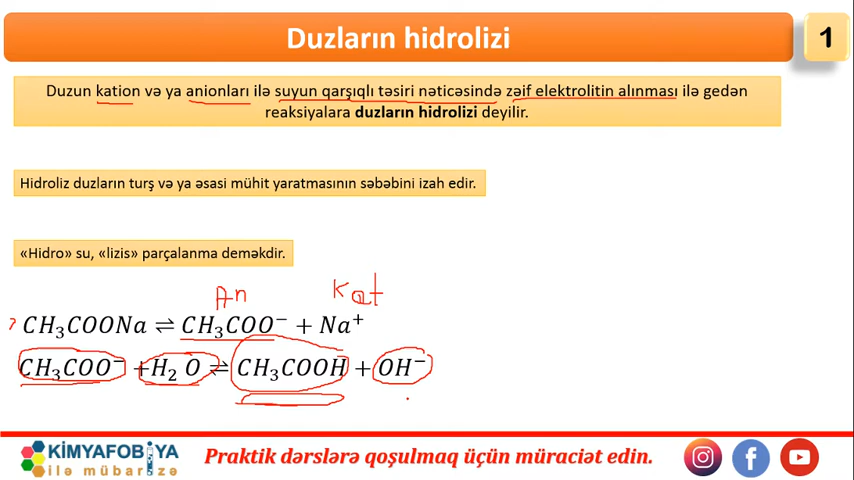 Duzların hidrolizi
1
Duzun kation və ya anionları ilə suyun qarşıqlı təsiri nəticəsində zəif elektrolitin alınması ilə gedən
reaksiyalara duzların hidrolizi deyilir.
Hidroliz duzların turş və ya əsasi mühit yaratmasının səbəbini izah edir.
«Hidro» su, «lizis» parçalanma deməkdir.
An Kat
CH₃COONa ⇌ CH₃COO⁻ + Na⁺
CH₃COO⁻ + H₂O ⇌ CH₃COOH + OH⁻
KİMYAFOBİYA
ilə mübarizə
Praktik dərslərə qoşulmaq üçün müraciət edin.